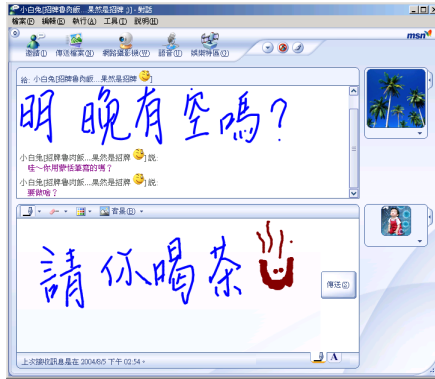 小白兔[招牌魯肉飯....果然是招牌 ;)] - 對話
檔案(F) 編輯(E) 執行(A) 工具(T) 說明(H)
msn
邀請(I) 傳送檔案(N) 網路攝影機(W) 語音(U) 娛樂特區(O)
給: 小白兔[招牌魯肉飯....果然是招牌 ]
明晚有空嗎?
小白兔[招牌魯肉飯....果然是招牌 ] 說:
哇~你用蒙恬筆寫的嗎?
小白兔[招牌魯肉飯....果然是招牌 ] 說:
要做啥?
背景(B)
請你喝茶
傳送(S)
A
上次接收訊息是在 2004/8/5 下午 02:54。